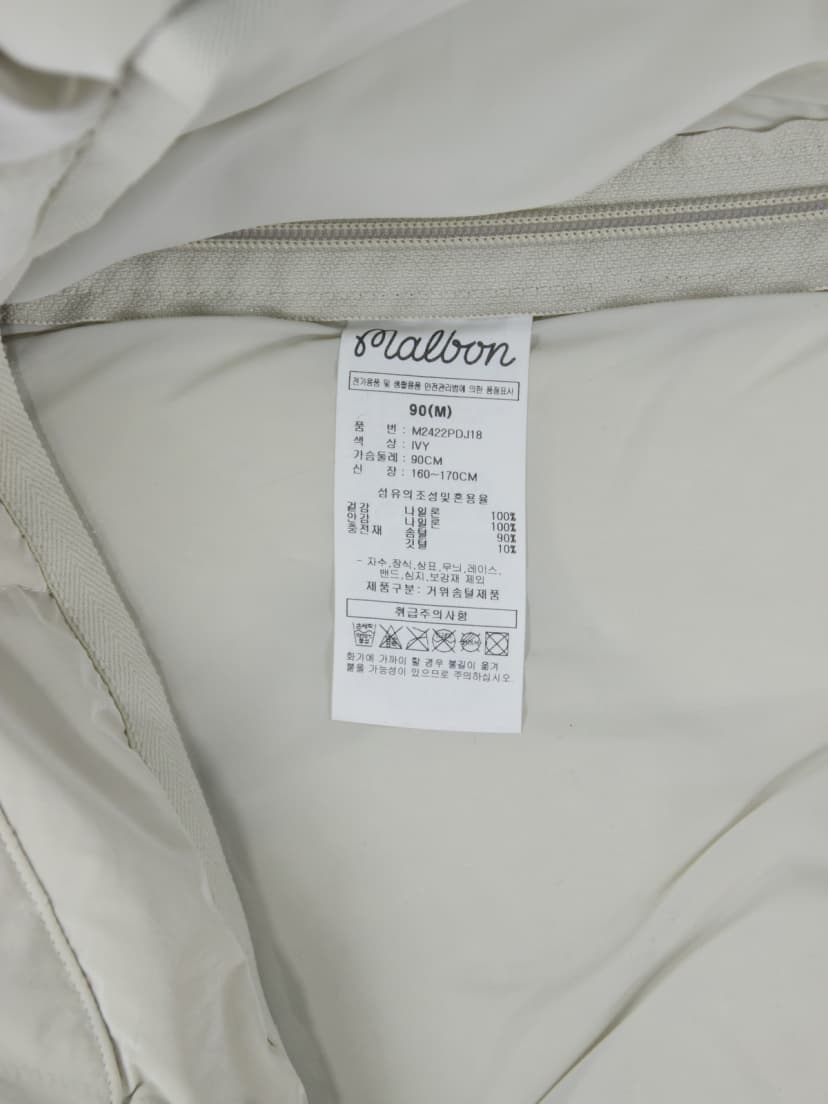 malbon
전기용품 및 생활용품 안전관리법에 의한 품질표시
90(M)
품 번 : M2422PDJ18
색 상 : IVY
가슴둘레 : 90CM
신 장 : 160~170CM
섬유의조성및혼용율
겉감 나일론 100%
안감 나일론 100%
충전재 솜털 90%
깃털 10%
- 자수,장식,상표,무늬,레이스,
밴드,심지,보강재 제외
제품구분: 거위솜털제품
취급주의사항
손세탁
화기에 가까이 할 경우 불길이 옮겨
붙을 가능성이 있으므로 주의하십시오.